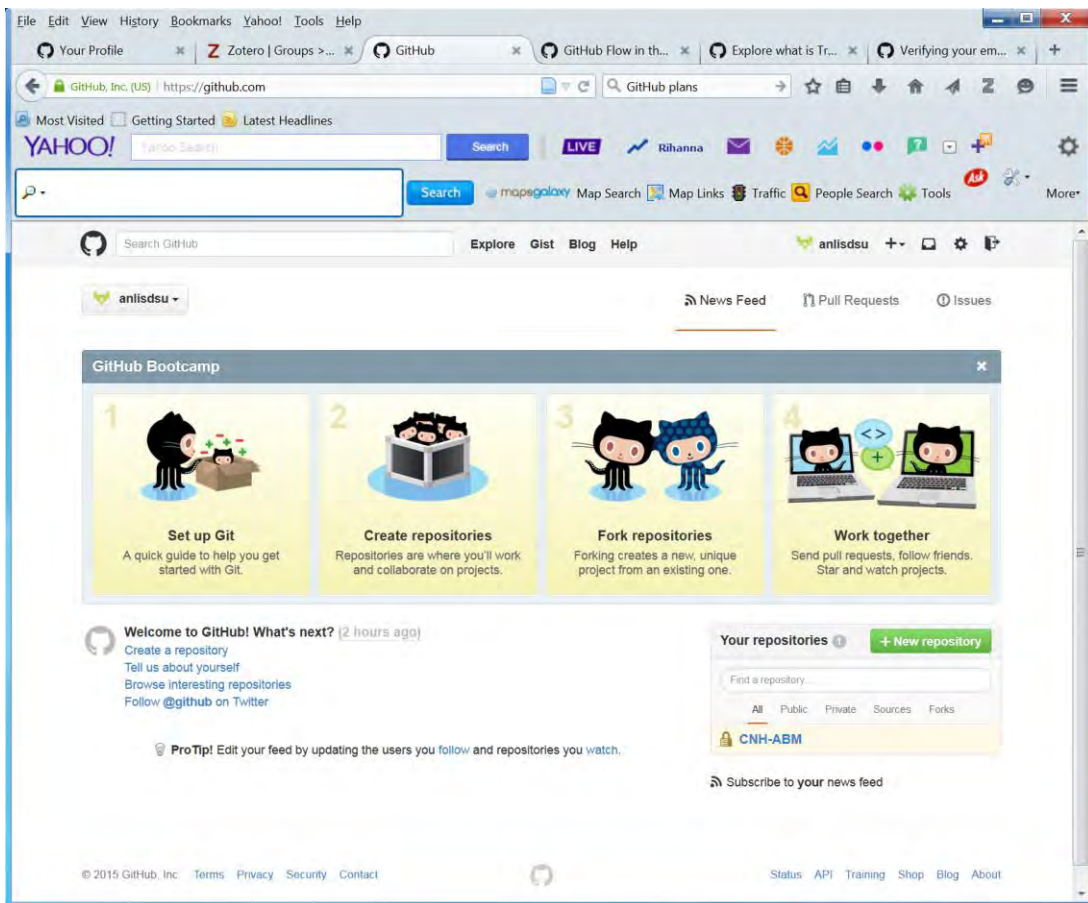 File Edit View History Bookmarks Yahoo! Tools Help
Your Profile Zotero | Groups >... GitHub GitHub Flow in th... Explore what is Tr... Verifying your em...
GitHub, Inc. (US) https://github.com GitHub plans
Most Visited Getting Started Latest Headlines
YAHOO! Yahoo Search Search LIVE Rihanna
Search mapsgalaxy Map Search Map Links Traffic People Search Tools Ask More
Search GitHub Explore Gist Blog Help anlisdsu
anlisdsu News Feed Pull Requests Issues
GitHub Bootcamp
1 2 3 4
Set up Git Create repositories Fork repositories Work together
A quick guide to help you get Repositories are where you'll work Forking creates a new, unique Send pull requests, follow friends.
started with Git. and collaborate on projects. project from an existing one. Star and watch projects.
Welcome to GitHub! What's next? (2 hours ago)
Create a repository
Tell us about yourself
Browse interesting repositories
Follow @github on Twitter
ProTip! Edit your feed by updating the users you follow and repositories you watch.
Your repositories 1 + New repository
Find a repository...
All Public Private Sources Forks
CNH-ABM
Subscribe to your news feed
© 2015 GitHub, Inc. Terms Privacy Security Contact Status API Training Shop Blog About